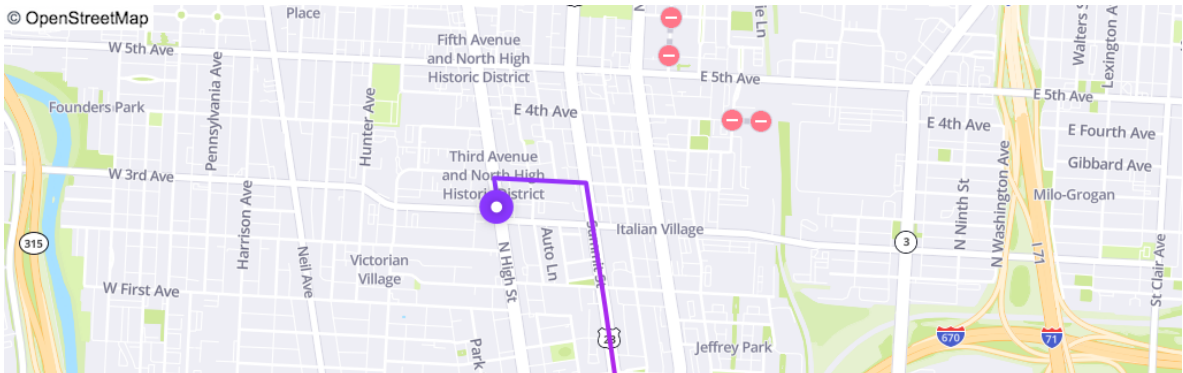 © OpenStreetMap
Place
W 5th Ave
Fifth Avenue
and North High
Historic District
E 5th Ave
Walters S
Lexington A
ie Ln
N
E 5th Ave
Founders Park
Pennsylvania Ave
Hunter Ave
E 4th Ave
E 4th Ave
E Fourth Ave
Gibbard Ave
W 3rd Ave
Third Avenue
and North High
Historic District
Milo-Grogan
Harrison Ave
Neil Ave
315
Victorian
Village
N High St
Auto Ln
Summit St
Italian Village
3
N Ninth St
N Washington Ave
I 71
St Clair Ave
W First Ave
Park
23
Jeffrey Park
670
71